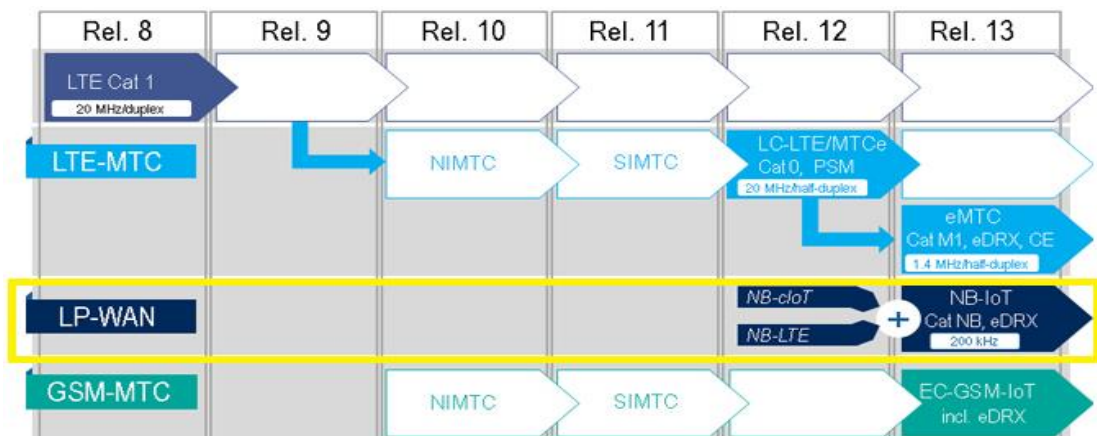 Rel. 8 Rel. 9 Rel. 10 Rel. 11 Rel. 12 Rel. 13
LTE Cat 1
20 MHz/duplex
LTE-MTC
NIMTC
SIMTC
LC-LTE/MTCe
Cat 0, PSM
20 MHz/half-duplex
eMTC
Cat M1, eDRX, CE
1.4 MHz/half-duplex
LP-WAN
NB-cIoT
NB-LTE
+
NB-IoT
Cat NB, eDRX
200 kHz
GSM-MTC
NIMTC
SIMTC
EC-GSM-IoT
incl. eDRX